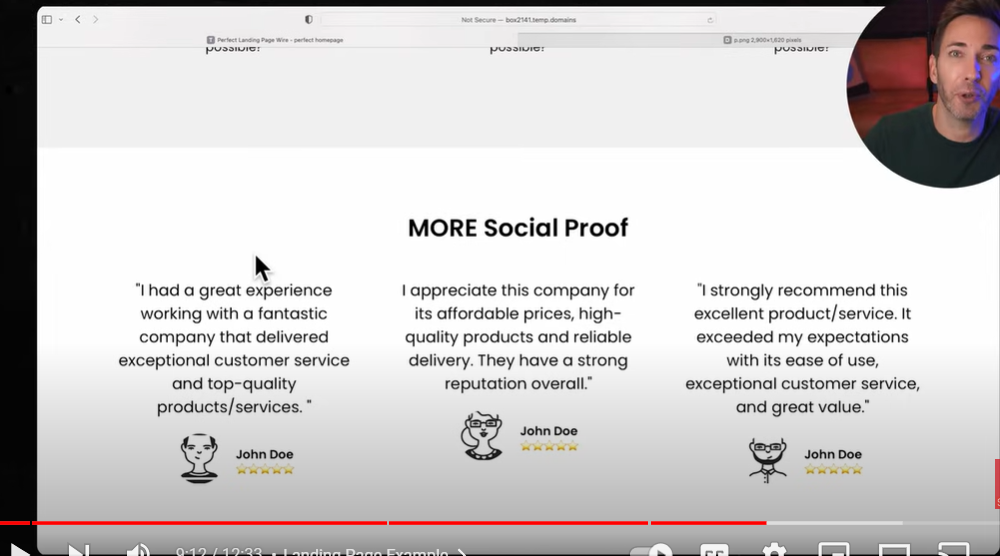 Not Secure — box2141.temp.domains
Perfect Landing Page Wire - perfect homepage
p.png 2,900×1,620 pixels
possible?
possible?
possible?
MORE Social Proof
"I had a great experience
working with a fantastic
company that delivered
exceptional customer service
and top-quality
products/services. "
John Doe
I appreciate this company for
its affordable prices, high-
quality products and reliable
delivery. They have a strong
reputation overall."
John Doe
"I strongly recommend this
excellent product/service. It
exceeded my expectations
with its ease of use,
exceptional customer service,
and great value."
John Doe
9:12 / 12:33 • Landing Page Example